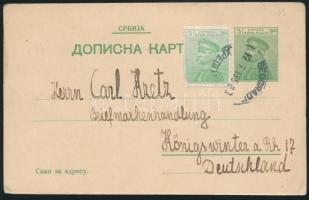 СРБИЈА
ДОПИСНА КАРТ
Herrn Carl Kretz
Briefmarkenhandlung
Königswinter a Rh 17
Deutschland
Само за адресу.